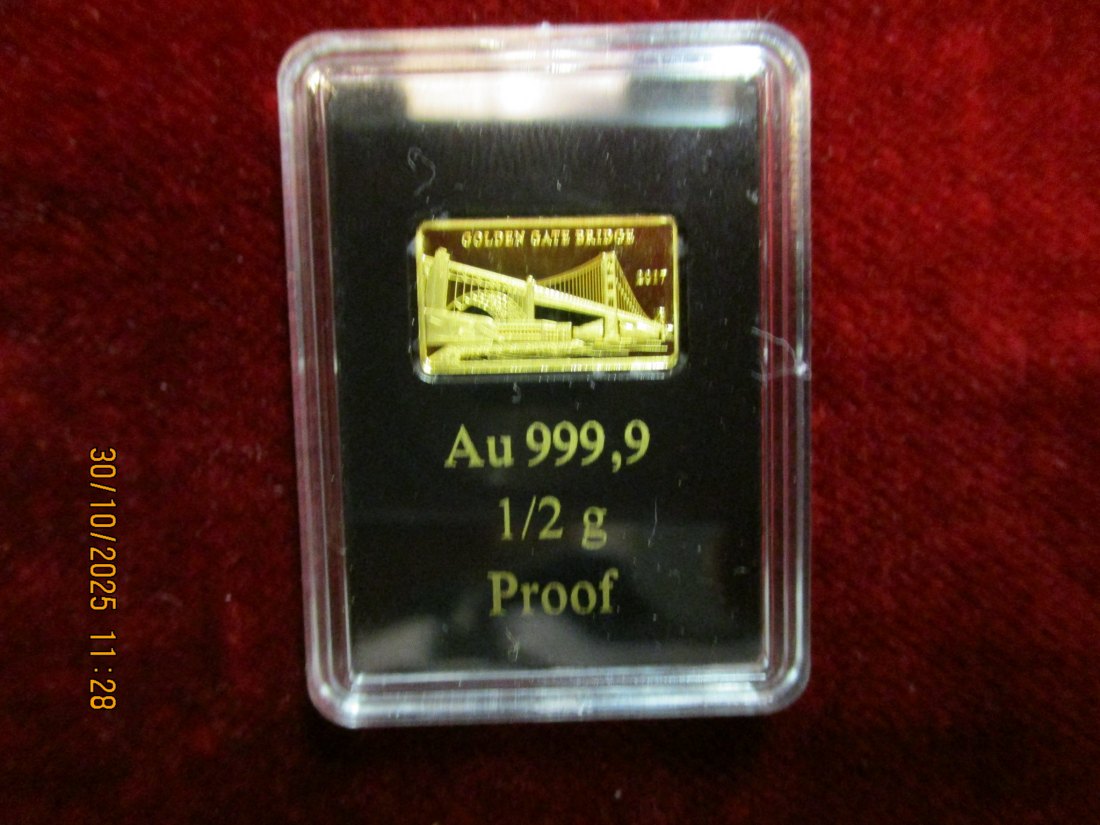 GOLDEN GATE BRIDGE
2017
Au 999,9
1/2 g
Proof
30/10/2025 11:28